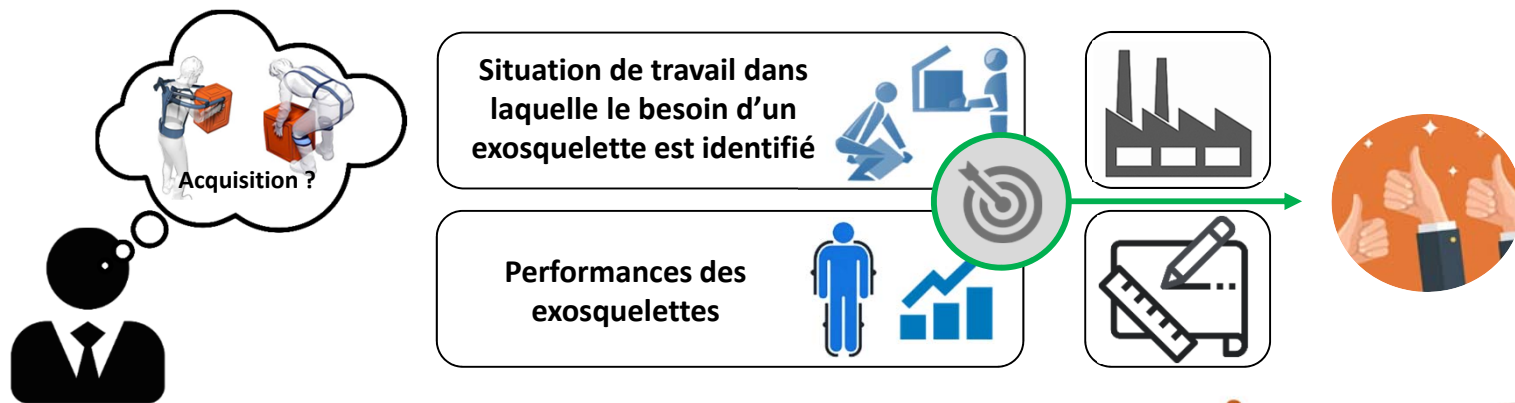 Acquisition ?
Situation de travail dans
laquelle le besoin d’un
exosquelette est identifié
Performances des
exosquelettes